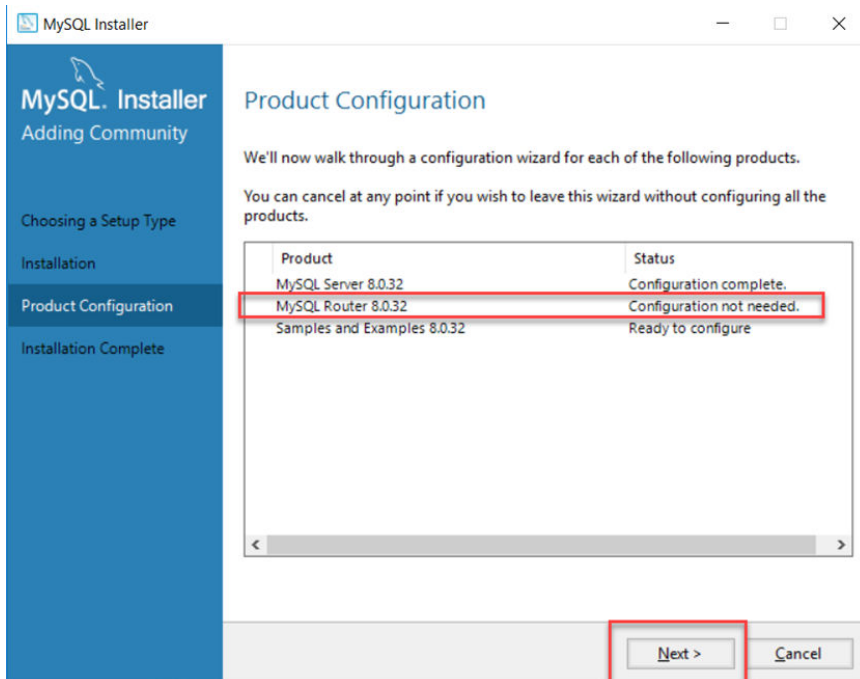 MySQL Installer
MySQL. Installer
Adding Community
Choosing a Setup Type
Installation
Product Configuration
Installation Complete
Product Configuration
We'll now walk through a configuration wizard for each of the following products.
You can cancel at any point if you wish to leave this wizard without configuring all the
products.
Product Status
MySQL Server 8.0.32 Configuration complete.
MySQL Router 8.0.32 Configuration not needed.
Samples and Examples 8.0.32 Ready to configure
Next > Cancel